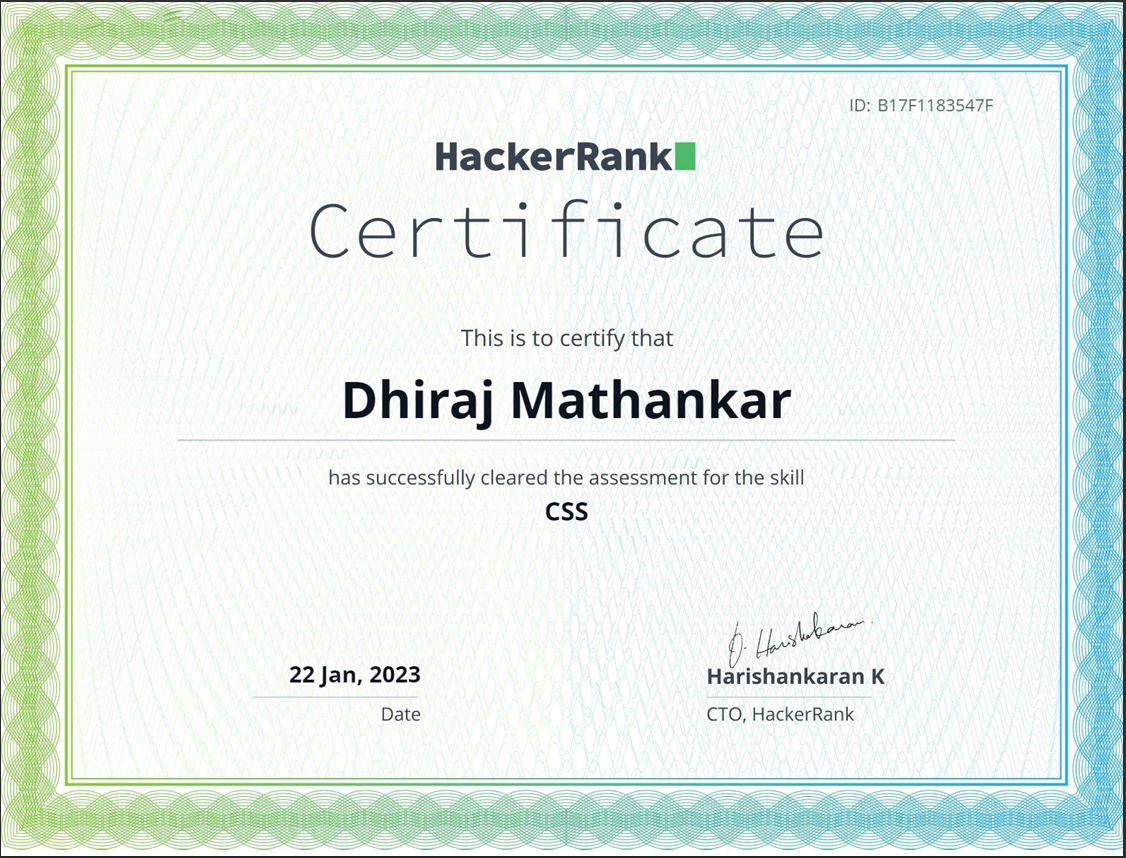 ID: B17F1183547F
HackerRank
Certificate
This is to certify that
Dhiraj Mathankar
has successfully cleared the assessment for the skill
CSS
22 Jan, 2023
Date
Harishankaran K
CTO, HackerRank